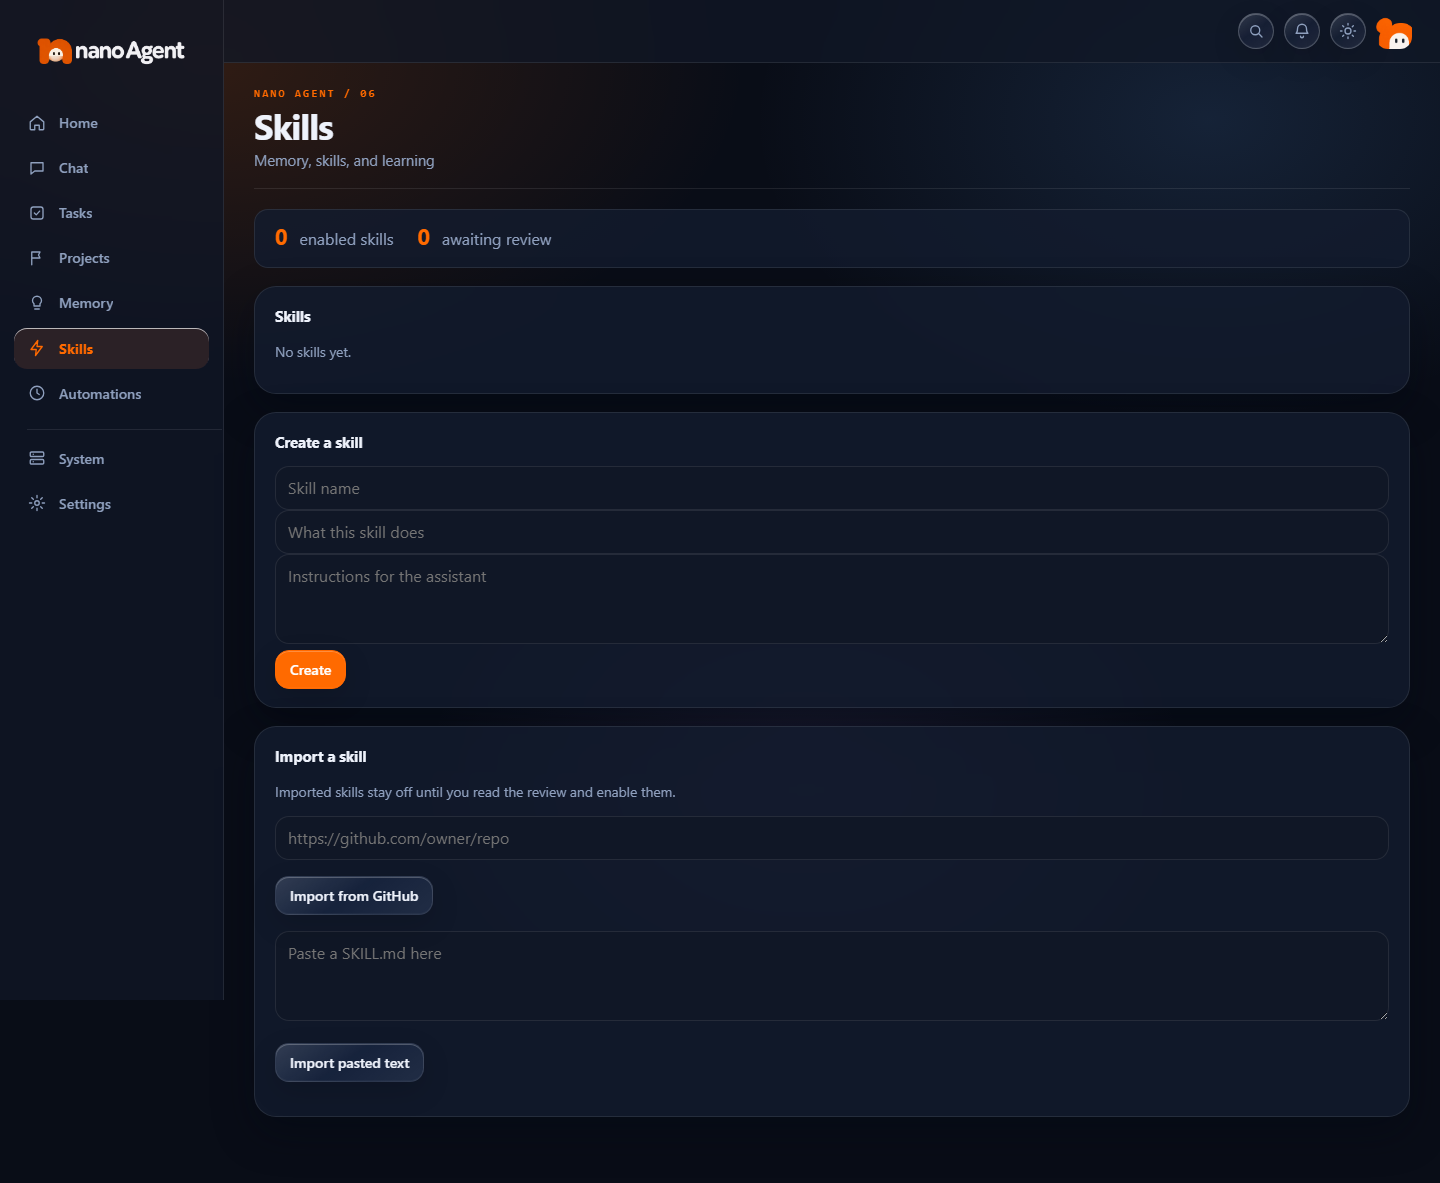 nanoAgent
Home
Chat
Tasks
Projects
Memory
Skills
Automations
System
Settings
NANO AGENT / 06
Skills
Memory, skills, and learning
0 enabled skills 0 awaiting review
Skills
No skills yet.
Create a skill
Skill name
What this skill does
Instructions for the assistant
Create
Import a skill
Imported skills stay off until you read the review and enable them.
https://github.com/owner/repo
Import from GitHub
Paste a SKILL.md here
Import pasted text